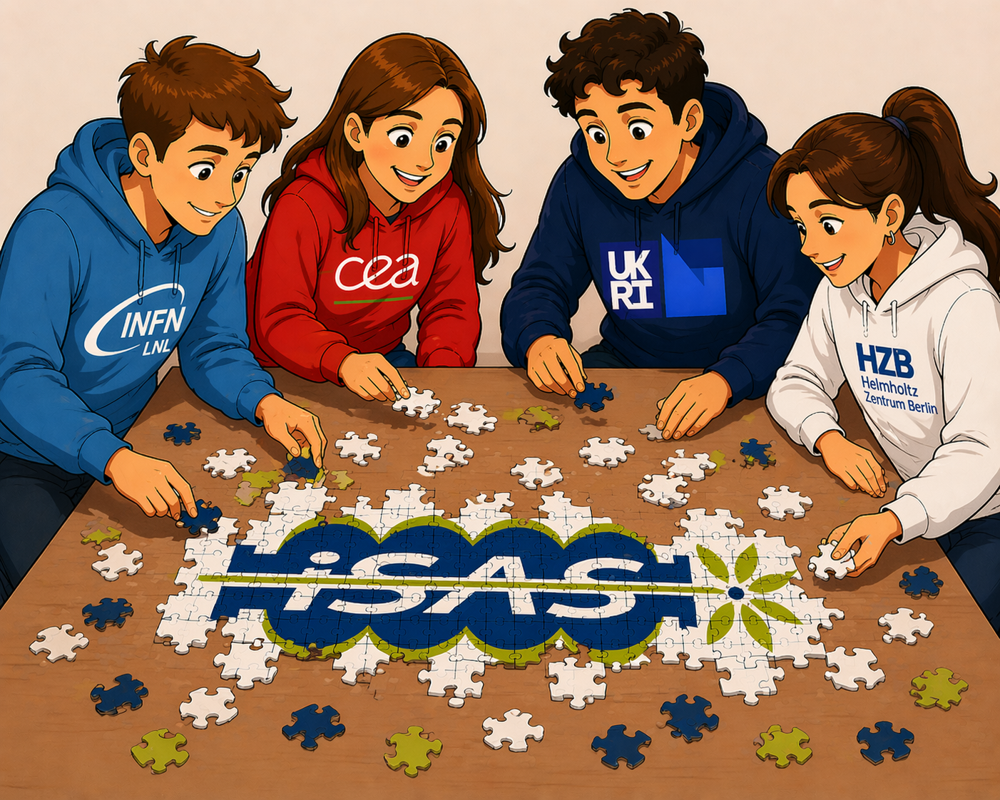 INFN
LNL
cea
UK
RI
HZB
Helmholtz
Zentrum Berlin
iSAS